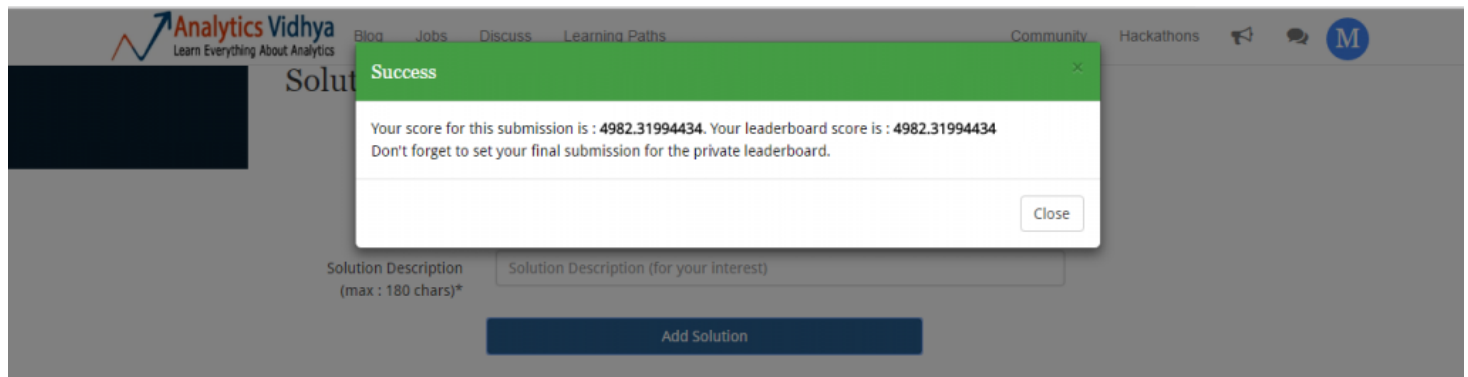 Analytics Vidhya
Learn Everything About Analytics
Blog Jobs Discuss Learning Paths Community Hackathons M
Solut
Success ×
Your score for this submission is : 4982.31994434. Your leaderboard score is : 4982.31994434
Don't forget to set your final submission for the private leaderboard.
Close
Solution Description Solution Description (for your interest)
(max : 180 chars)*
Add Solution